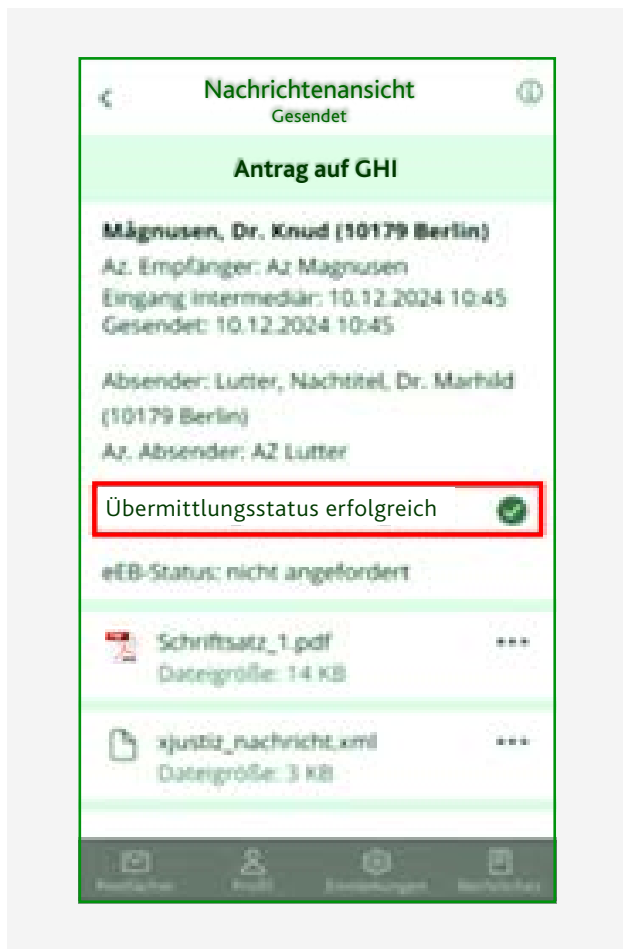 Nachrichtenansicht
Gesendet
Antrag auf GHI
Mågnusen, Dr. Knud (10179 Berlin)
Az. Empfänger: Az Magnusen
Eingang Intermediär: 10.12.2024 10:45
Gesendet: 10.12.2024 10:45
Absender: Lutter, Nachtitel, Dr. Marhild
(10179 Berlin)
Az. Absender: AZ Lutter
Übermittlungsstatus erfolgreich
eEB-Status: nicht angefordert
Schriftsatz_1.pdf
Dateigröße: 14 KB
xjustiz_nachricht.xml
Dateigröße: 3 KB
Postfächer Profil Einstellungen Rechtliches